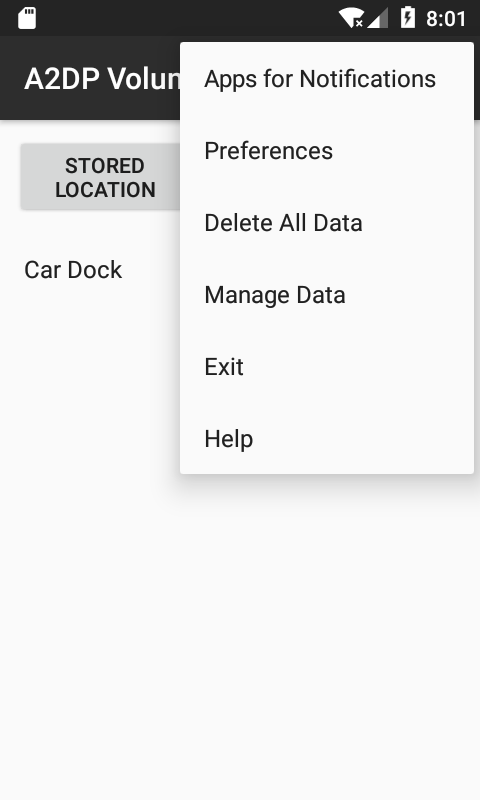 8:01
A2DP Volum
Apps for Notifications
Preferences
Delete All Data
Manage Data
Exit
Help
STORED
LOCATION
Car Dock